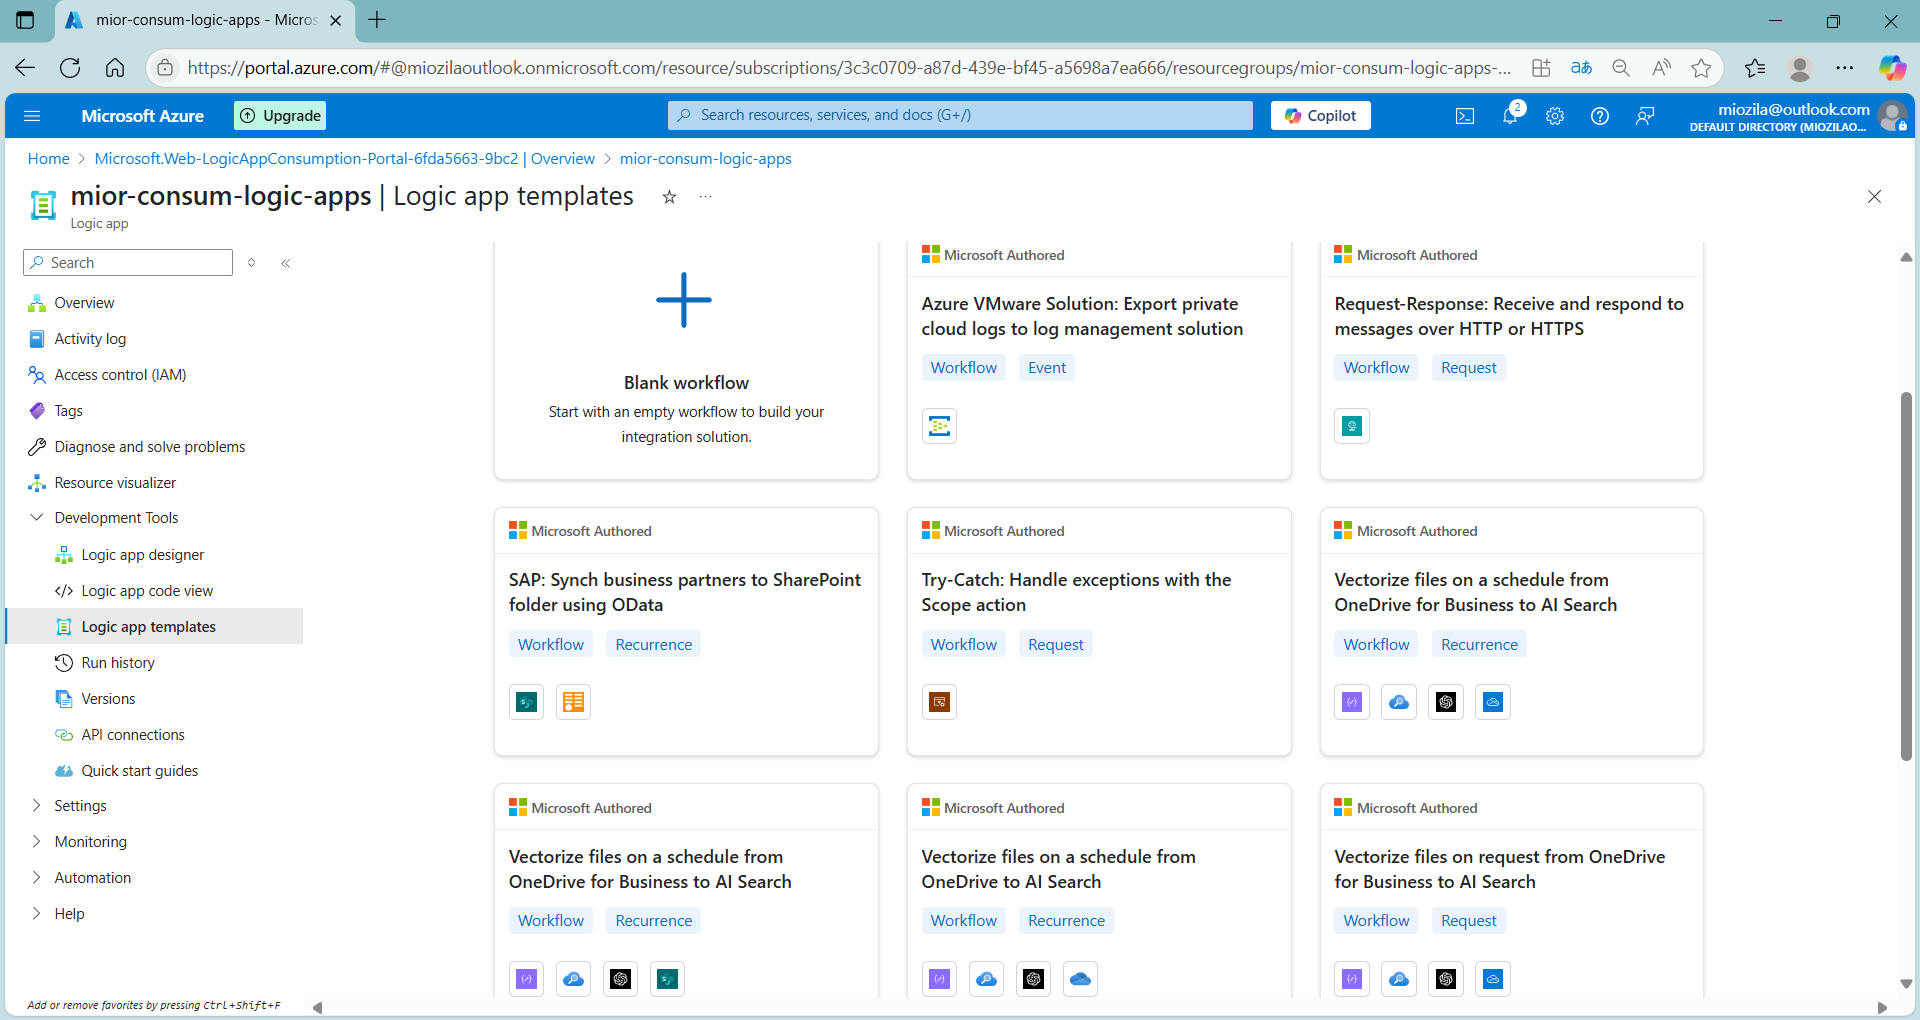 mior-consum-logic-apps - Micros
https://portal.azure.com/#@miozilaoutlook.onmicrosoft.com/resource/subscriptions/3c3c0709-a87d-439e-bf45-a5698a7ea666/resourcegroups/mior-consum-logic-apps-...
Microsoft Azure
Upgrade
Search resources, services, and docs (G+/)
Copilot
2
miozila@outlook.com
DEFAULT DIRECTORY (MIOZILAO...
Home > Microsoft.Web-LogicAppConsumption-Portal-6fda5663-9bc2 | Overview > mior-consum-logic-apps
mior-consum-logic-apps | Logic app templates
Logic app
Search
Overview
Activity log
Access control (IAM)
Tags
Diagnose and solve problems
Resource visualizer
Development Tools
Logic app designer
Logic app code view
Logic app templates
Run history
Versions
API connections
Quick start guides
Settings
Monitoring
Automation
Help
Add or remove favorites by pressing Ctrl+Shift+F
Blank workflow
Start with an empty workflow to build your
integration solution.
Microsoft Authored
Azure VMware Solution: Export private
cloud logs to log management solution
Workflow Event
Microsoft Authored
Request-Response: Receive and respond to
messages over HTTP or HTTPS
Workflow Request
Microsoft Authored
SAP: Synch business partners to SharePoint
folder using OData
Workflow Recurrence
Microsoft Authored
Try-Catch: Handle exceptions with the
Scope action
Workflow Request
Microsoft Authored
Vectorize files on a schedule from
OneDrive for Business to AI Search
Workflow Recurrence
Microsoft Authored
Vectorize files on a schedule from
OneDrive for Business to AI Search
Workflow Recurrence
Microsoft Authored
Vectorize files on a schedule from
OneDrive to AI Search
Workflow Recurrence
Microsoft Authored
Vectorize files on request from OneDrive
for Business to AI Search
Workflow Request